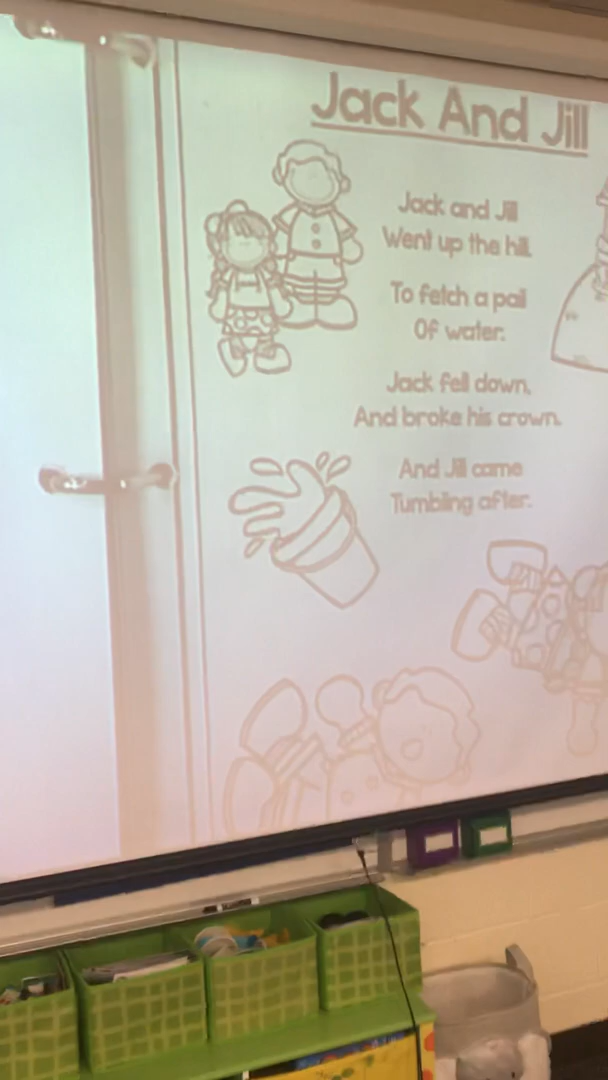 Jack And Jill
Jack and Jill
Went up the hill.
To fetch a pail
Of water.
Jack fell down,
And broke his crown.
And Jill came
Tumbling after.